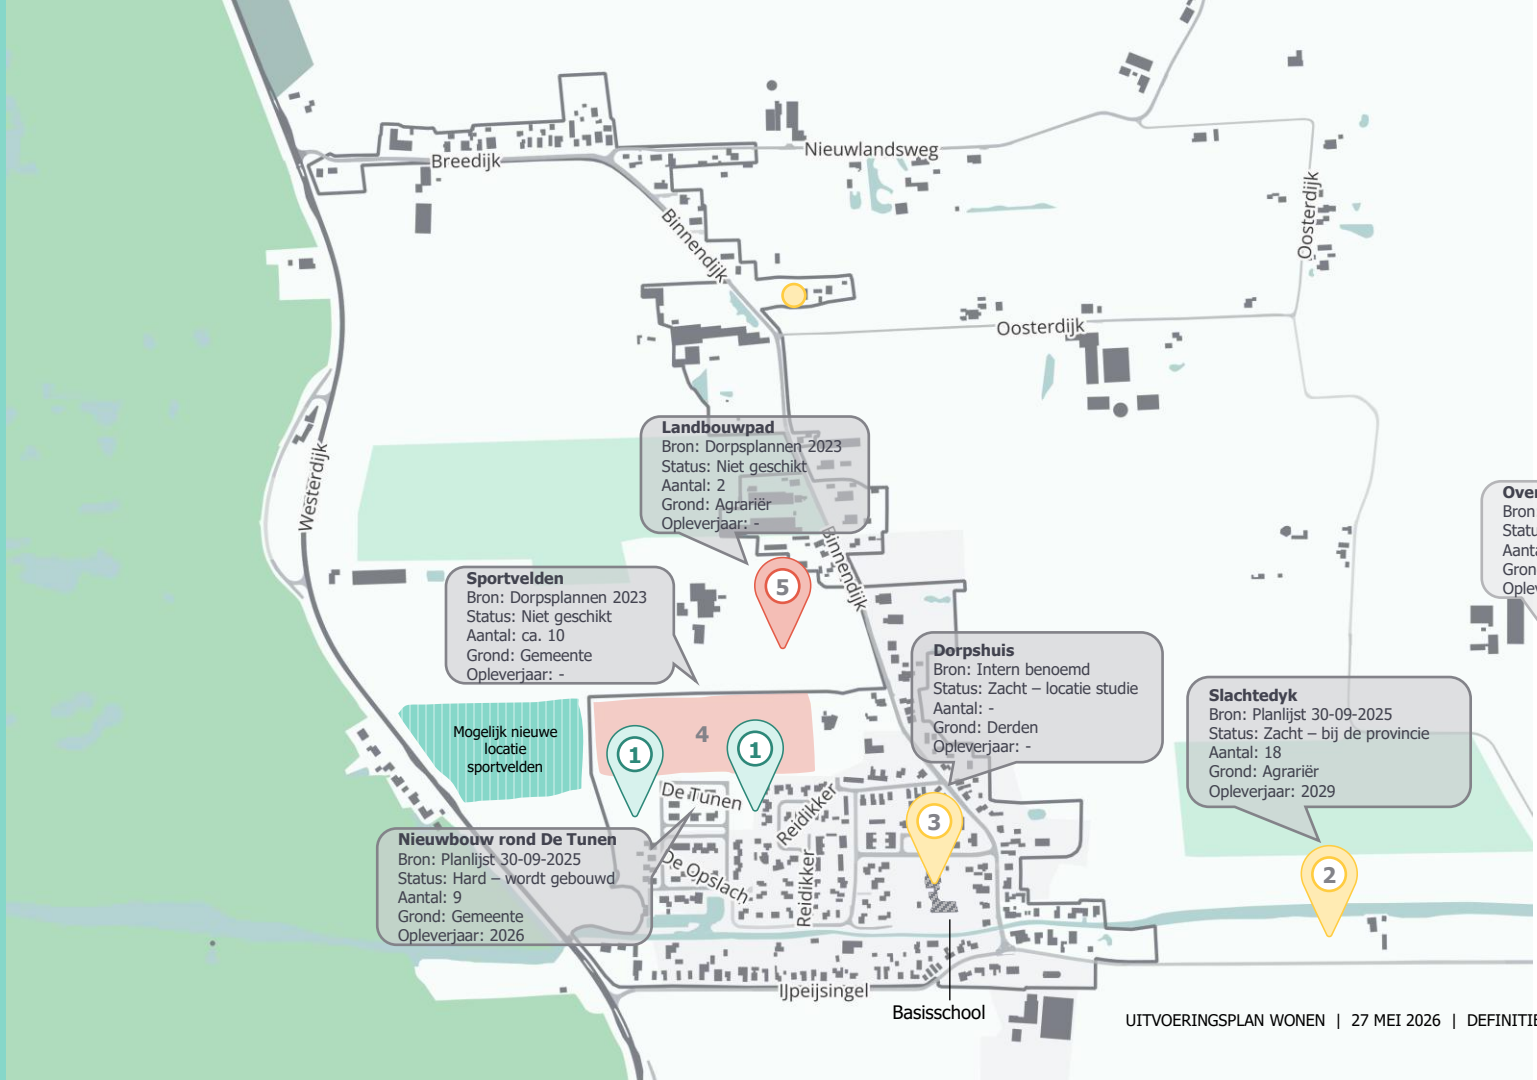 Breedijk
Nieuwlandsweg
Binnendijk
Oosterdijk
Oosterdijk
Westerdijk
Landbouwpad
Bron: Dorpsplannen 2023
Status: Niet geschikt
Aantal: 2
Grond: Agrariër
Opleverjaar: -
Binnendijk
Sportvelden
Bron: Dorpsplannen 2023
Status: Niet geschikt
Aantal: ca. 10
Grond: Gemeente
Opleverjaar: -
5
Dorpshuis
Bron: Intern benoemd
Status: Zacht – locatie studie
Aantal: -
Grond: Derden
Opleverjaar: -
Slachtedyk
Bron: Planlijst 30-09-2025
Status: Zacht – bij de provincie
Aantal: 18
Grond: Agrariër
Opleverjaar: 2029
Bron
Mogelijk nieuwe
locatie
sportvelden
4
1
1
De Tunen
Reidikker
3
2
Nieuwbouw rond De Tunen
Bron: Planlijst 30-09-2025
Status: Hard – wordt gebouwd
Aantal: 9
Grond: Gemeente
Opleverjaar: 2026
De Opslach
Reidikker
IJpeijsingel
Basisschool
UITVOERINGSPLAN WONEN | 27 MEI 2026 |